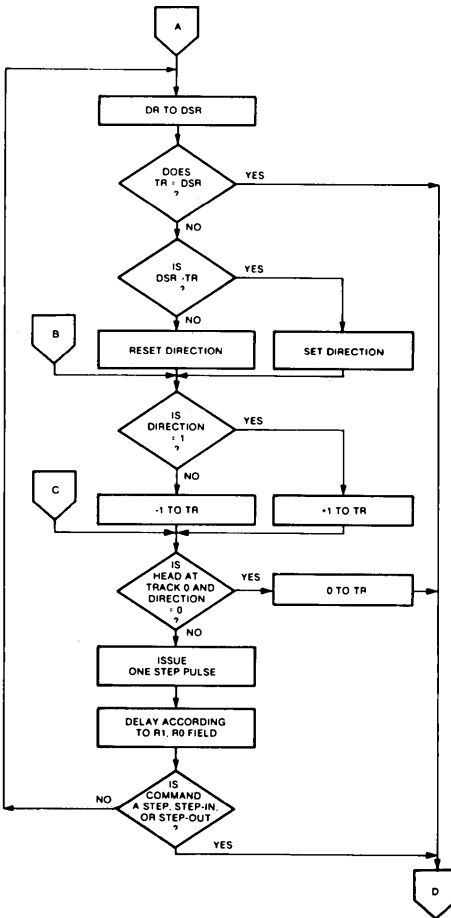 A
DR TO DSR
DOES
TR = DSR
?
YES
NO
IS
DSR -TR
?
YES
NO
B
RESET DIRECTION
SET DIRECTION
IS
DIRECTION
= 1
?
YES
NO
C
-1 TO TR
+1 TO TR
IS
HEAD AT
TRACK 0 AND
DIRECTION
= 0
?
YES
0 TO TR
NO
ISSUE
ONE STEP PULSE
DELAY ACCORDING
TO R1, R0 FIELD
IS
COMMAND
A STEP, STEP-IN,
OR STEP-OUT
?
NO
YES
D